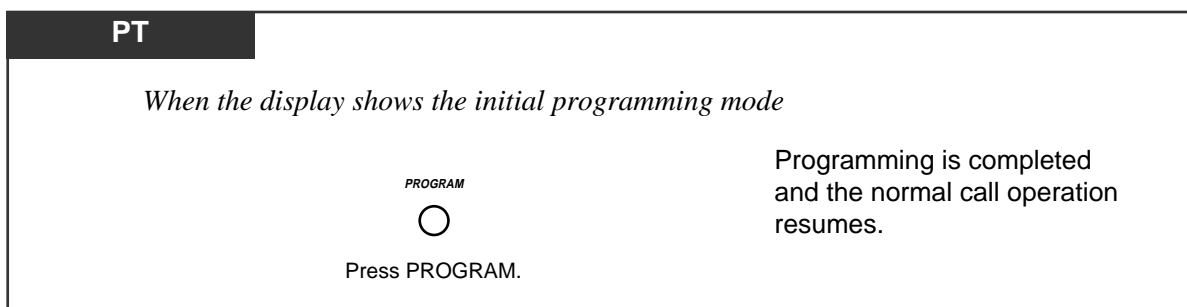 PT
When the display shows the initial programming mode
PROGRAM
Press PROGRAM.
Programming is completed
and the normal call operation
resumes.